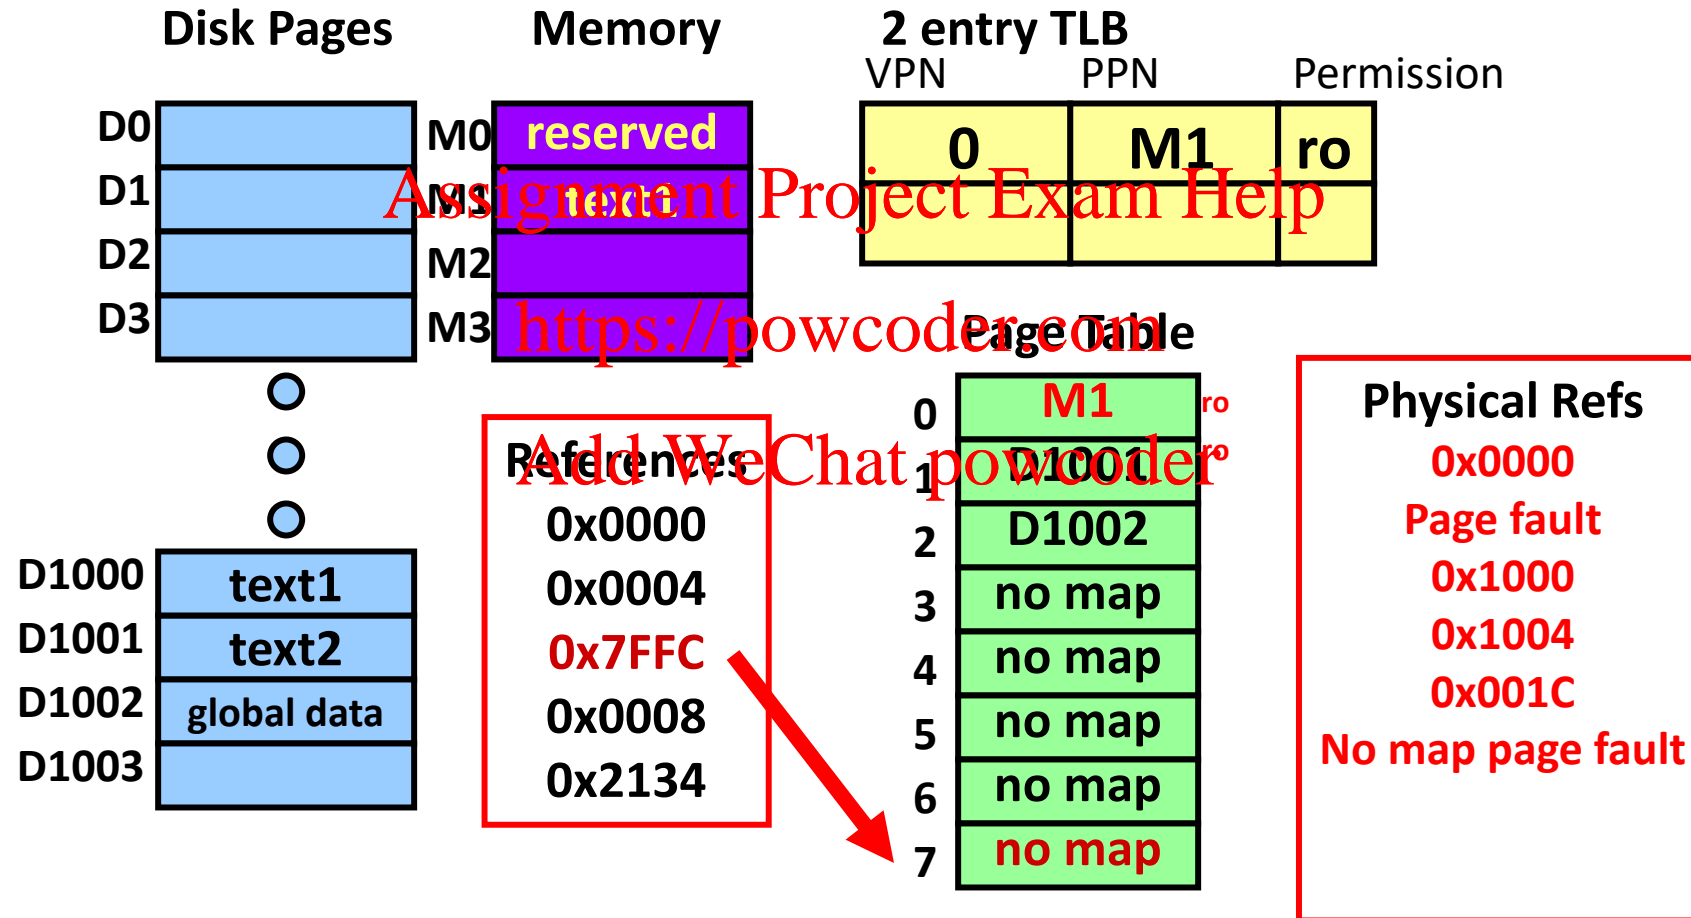 Disk Pages
Memory
2 entry TLB
VPN PPN Permission
D0
D1
D2
D3
M0 reserved
M1 text1
M2
M3
0 M1 ro
Assignment Project Exam Help
https://powcoder.com
Add WeChat powcoder
D1000 text1
D1001 text2
D1002 global data
D1003
References
0x0000
0x0004
0x7FFC
0x0008
0x2134
Page Table
0 M1 ro
1 D1001 ro
2 D1002
3 no map
4 no map
5 no map
6 no map
7 no map
Physical Refs
0x0000
Page fault
0x1000
0x1004
0x001C
No map page fault